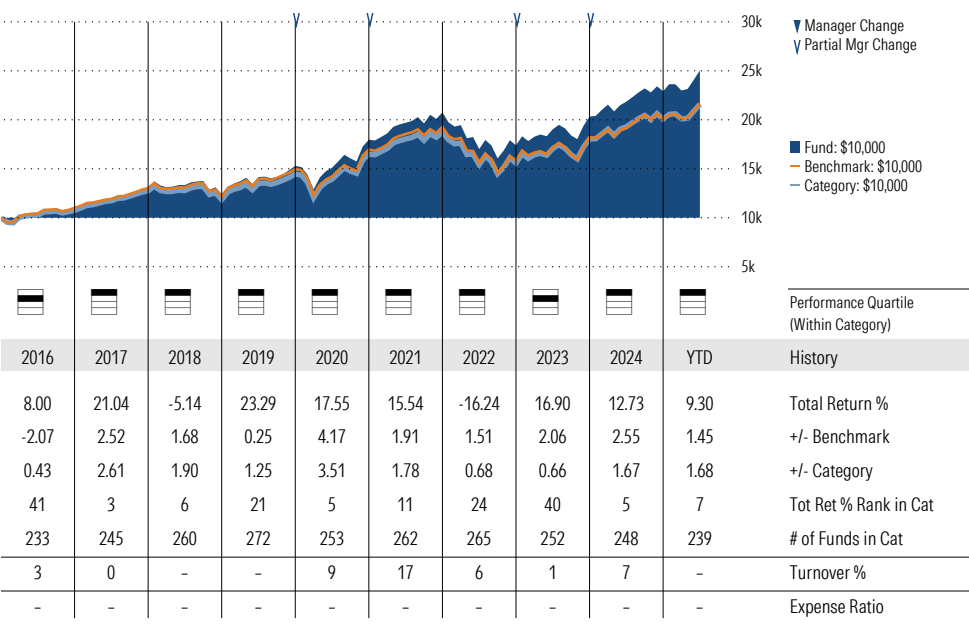 30k
25k
20k
15k
10k
5k
Manager Change
Partial Mgr Change
Fund: $10,000
Benchmark: $10,000
Category: $10,000
Performance Quartile
(Within Category)
2016 2017 2018 2019 2020 2021 2022 2023 2024 YTD History
8.00 21.04 -5.14 23.29 17.55 15.54 -16.24 16.90 12.73 9.30 Total Return %
-2.07 2.52 1.68 0.25 4.17 1.91 1.51 2.06 2.55 1.45 +/- Benchmark
0.43 2.61 1.90 1.25 3.51 1.78 0.68 0.66 1.67 1.68 +/- Category
41 3 6 21 5 11 24 40 5 7 Tot Ret % Rank in Cat
233 245 260 272 253 262 265 252 248 239 # of Funds in Cat
3 0 – – 9 17 6 1 7 – Turnover %
– – – – – – – – – – Expense Ratio